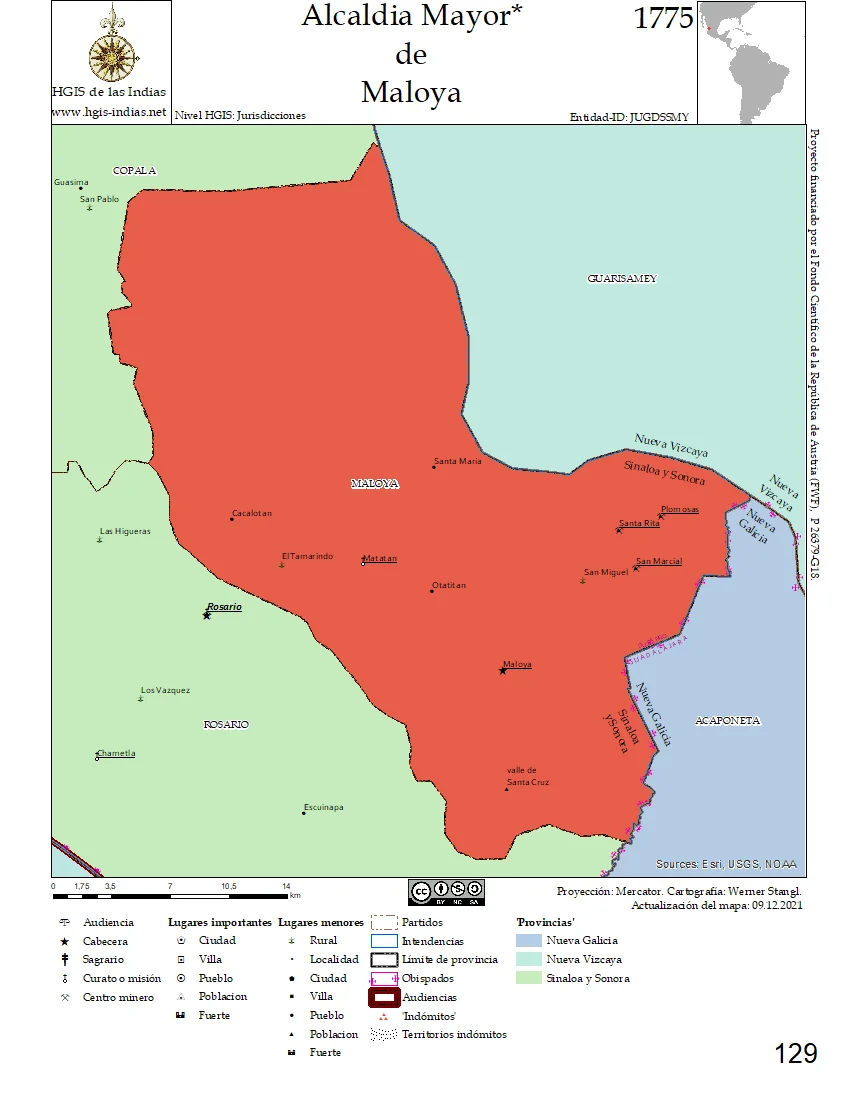 Alcaldia Mayor*
de
Maloya
1775
HGIS de las Indias
www.hgis-indias.net
Nivel HGIS: Jurisdicciones
Entidad-ID: JUGDSSMY
Proyecto financiado por el Fondo Científico de la República de Austria (FWF), P 26379-G18.
COPALA
Guasima
San Pablo
GUARISAMEY
Nueva Vizcaya
Sinaloa y Sonora
Santa Maria
MALOYA
Nueva
Vizcaya
Plomosas
Nueva
Galicia
Cacalotan
Santa Rita
Las Higueras
El Tamarindo
Matatan
San Marcial
San Miguel
Otatitan
Rosario
GUADALAJARA
Maloya
Nueva Galicia
Los Vazquez
Sinaloa
y Sonora
ACAPONETA
ROSARIO
Chametla
valle de
Santa Cruz
Escuinapa
Sources: Esri, USGS, NOAA
0 1,75 3,5 7 10,5 14
km
cc
BY NC SA
Proyección: Mercator. Cartografía: Werner Stangl.
Actualización del mapa: 09.12.2021
Audiencia
Cabecera
Sagrario
Curato o misión
Centro minero
Lugares importantes
Ciudad
Villa
Pueblo
Poblacion
Fuerte
Lugares menores
Rural
Localidad
Ciudad
Villa
Pueblo
Poblacion
Fuerte
Partidos
Intendencias
Límite de provincia
Obispados
Audiencias
'Indómitos'
Territorios indómitos
'Provincias'
Nueva Galicia
Nueva Vizcaya
Sinaloa y Sonora
129